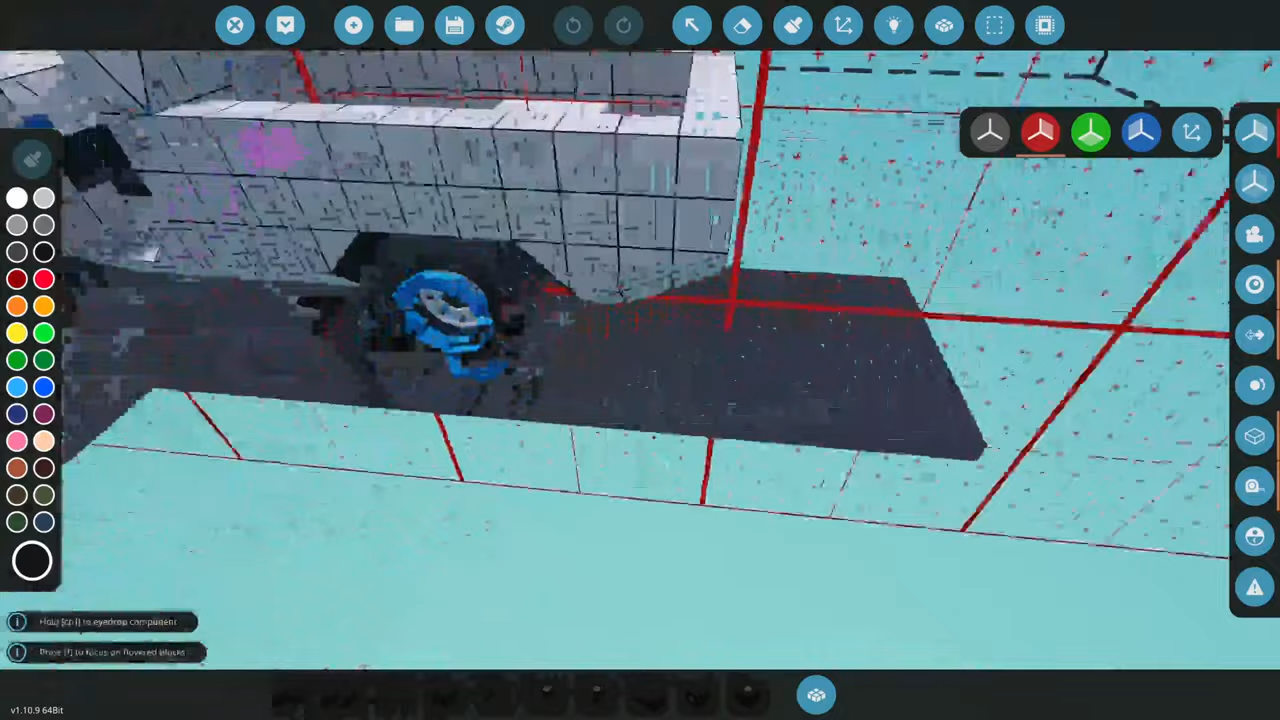 Hold [ctrl] to eyedrop component
Press [f] to focus on hovered blocks
v1.10.9 64Bit